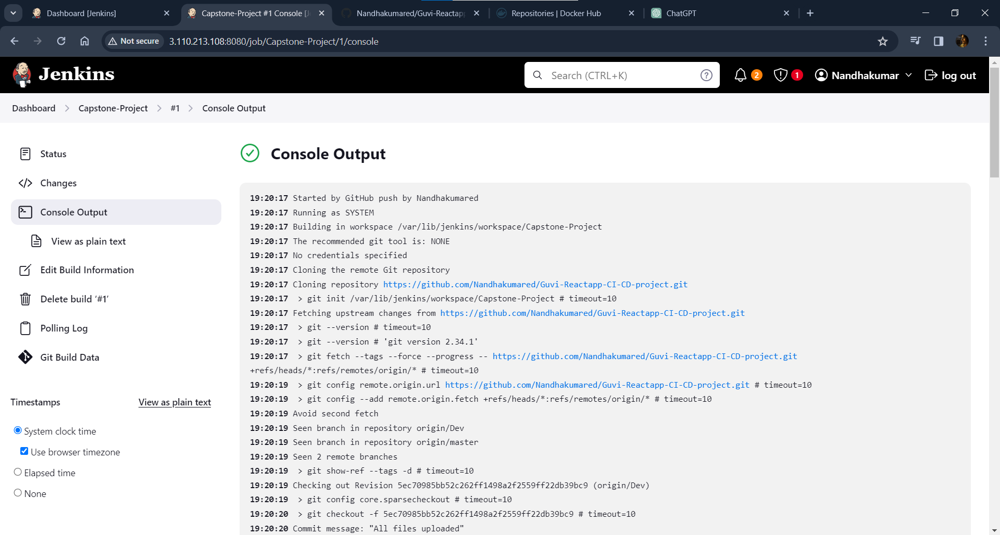 Dashboard [Jenkins]
Capstone-Project #1 Console [J
Nandhakumared/Guvi-Reactap
Repositories | Docker Hub
ChatGPT
Not secure
3.110.213.108:8080/job/Capstone-Project/1/console
Jenkins
Search (CTRL+K)
?
2
1
Nandhakumar
log out
Dashboard
Capstone-Project
#1
Console Output
Status
Changes
Console Output
View as plain text
Edit Build Information
Delete build ‘#1’
Polling Log
Git Build Data
Timestamps
View as plain text
System clock time
Use browser timezone
Elapsed time
None
Console Output
19:20:17 Started by GitHub push by Nandhakumared
19:20:17 Running as SYSTEM
19:20:17 Building in workspace /var/lib/jenkins/workspace/Capstone-Project
19:20:17 The recommended git tool is: NONE
19:20:17 No credentials specified
19:20:17 Cloning the remote Git repository
19:20:17 Cloning repository https://github.com/Nandhakumared/Guvi-Reactapp-CI-CD-project.git
19:20:17  > git init /var/lib/jenkins/workspace/Capstone-Project # timeout=10
19:20:17 Fetching upstream changes from https://github.com/Nandhakumared/Guvi-Reactapp-CI-CD-project.git
19:20:17  > git --version # timeout=10
19:20:17  > git --version # 'git version 2.34.1'
19:20:17  > git fetch --tags --force --progress -- https://github.com/Nandhakumared/Guvi-Reactapp-CI-CD-project.git
+refs/heads/*:refs/remotes/origin/* # timeout=10
19:20:19  > git config remote.origin.url https://github.com/Nandhakumared/Guvi-Reactapp-CI-CD-project.git # timeout=10
19:20:19  > git config --add remote.origin.fetch +refs/heads/*:refs/remotes/origin/* # timeout=10
19:20:19 Avoid second fetch
19:20:19 Seen branch in repository origin/Dev
19:20:19 Seen branch in repository origin/master
19:20:19 Seen 2 remote branches
19:20:19  > git show-ref --tags -d # timeout=10
19:20:19 Checking out Revision 5ec70985bb52c262ff1498a2f2559ff22db39bc9 (origin/Dev)
19:20:19  > git config core.sparsecheckout # timeout=10
19:20:20  > git checkout -f 5ec70985bb52c262ff1498a2f2559ff22db39bc9 # timeout=10
19:20:20 Commit message: "All files uploaded"